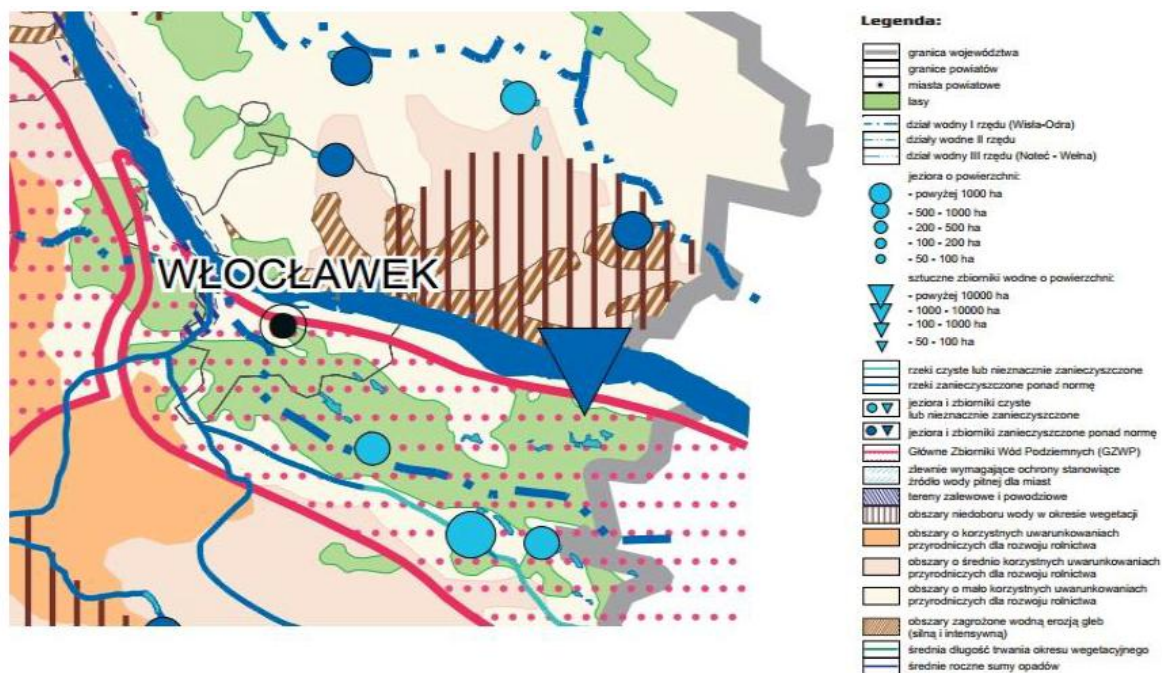 WŁOCŁAWEK
Legenda:
granica województwa
granice powiatów
miasta powiatowe
lasy
dział wodny I rzędu (Wisła-Odra)
działy wodne II rzędu
dział wodny III rzędu (Noteć - Wełna)
jeziora o powierzchni:
- powyżej 1000 ha
- 500 - 1000 ha
- 200 - 500 ha
- 100 - 200 ha
- 50 - 100 ha
sztuczne zbiorniki wodne o powierzchni:
- powyżej 10000 ha
- 1000 - 10000 ha
- 100 - 1000 ha
- 50 - 100 ha
rzeki czyste lub nieznacznie zanieczyszczone
rzeki zanieczyszczone ponad normę
jeziora i zbiorniki czyste
lub nieznacznie zanieczyszczone
jeziora i zbiorniki zanieczyszczone ponad normę
Główne Zbiorniki Wód Podziemnych (GZWP)
zlewnie wymagające ochrony stanowiące
źródło wody pitnej dla miast
tereny zalewowe i powodziowe
obszary niedoboru wody w okresie wegetacji
obszary o korzystnych uwarunkowaniach
przyrodniczych dla rozwoju rolnictwa
obszary o średnio korzystnych uwarunkowaniach
przyrodniczych dla rozwoju rolnictwa
obszary o mało korzystnych uwarunkowaniach
przyrodniczych dla rozwoju rolnictwa
obszary zagrożone wodną erozją gleb
(silną i intensywną)
średnia długość trwania okresu wegetacyjnego
średnie roczne sumy opadów